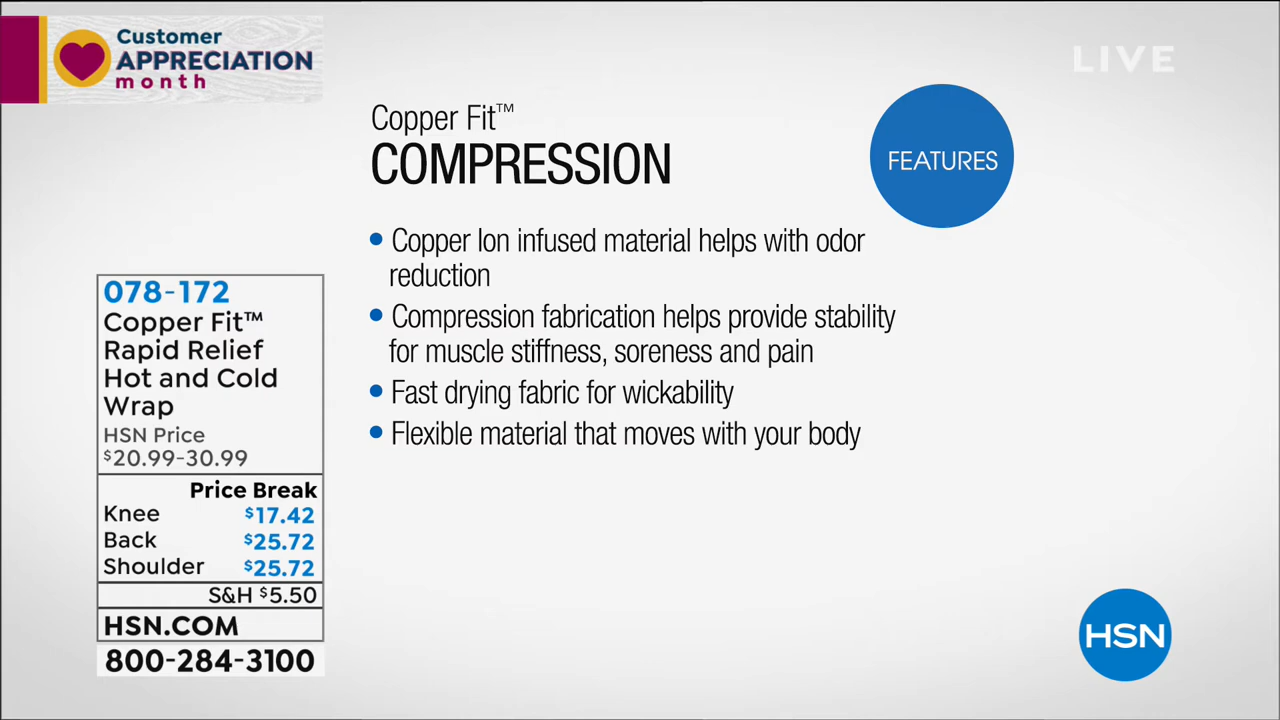 Customer
APPRECIATION
month
LIVE
Copper Fit™
COMPRESSION
FEATURES
• Copper Ion infused material helps with odor
reduction
• Compression fabrication helps provide stability
for muscle stiffness, soreness and pain
• Fast drying fabric for wickability
• Flexible material that moves with your body
078-172
Copper Fit™
Rapid Relief
Hot and Cold
Wrap
HSN Price
$20.99-30.99
Price Break
Knee $17.42
Back $25.72
Shoulder $25.72
S&H $5.50
HSN.COM
800-284-3100
HSN